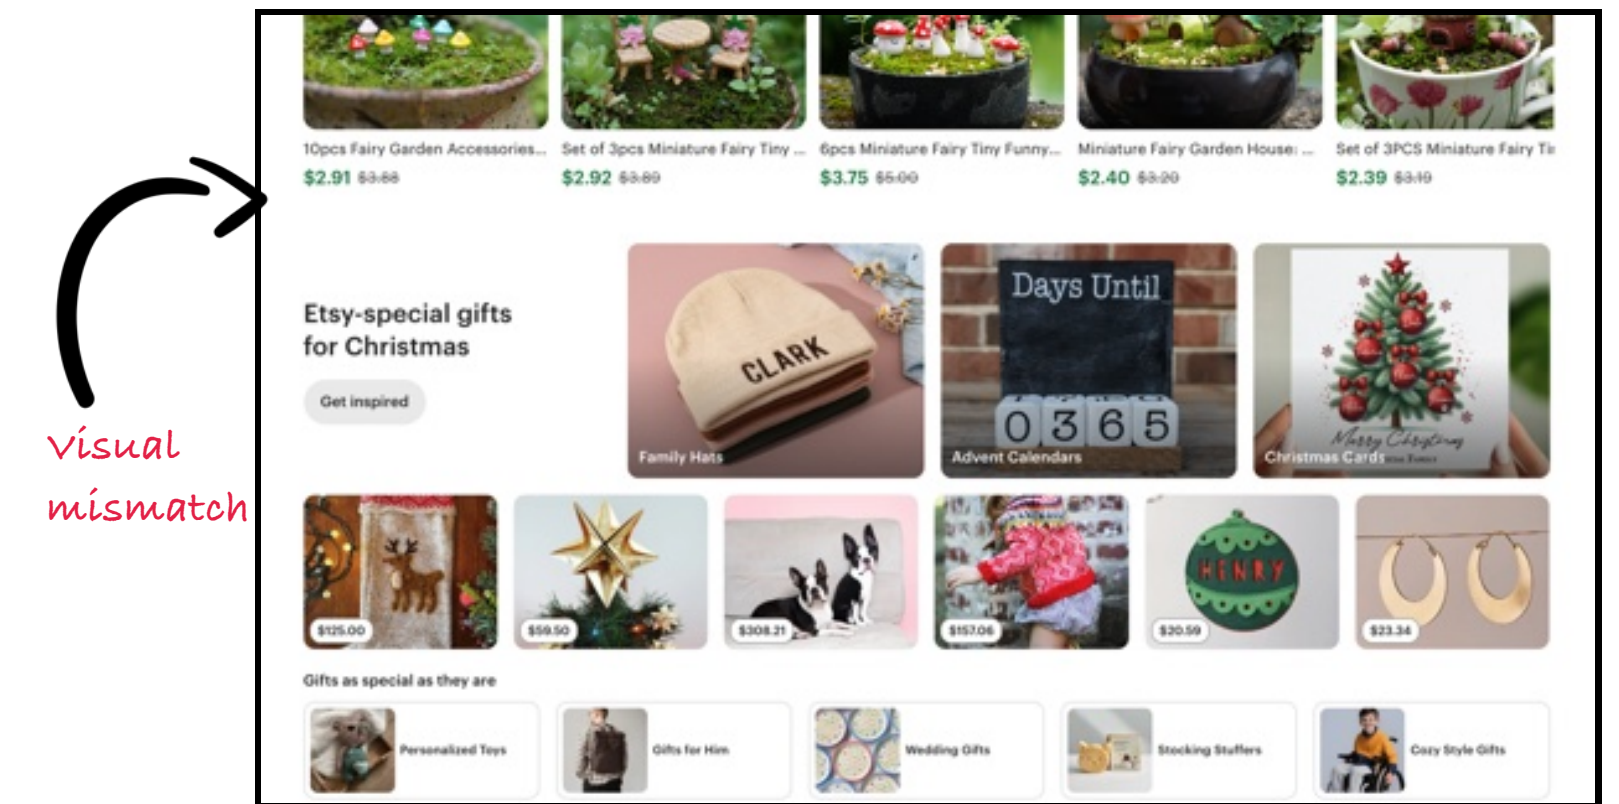 10pcs Fairy Garden Accessories...
$2.91 $3.88
Set of 3pcs Miniature Fairy Tiny ...
$2.92 $3.89
6pcs Miniature Fairy Tiny Funny...
$3.75 $5.00
Miniature Fairy Garden House: ...
$2.40 $3.20
Set of 3PCS Miniature Fairy Ti
$2.39 $3.19
Visual
mismatch
Etsy-special gifts
for Christmas
Get inspired
CLARK
Family Hats
Days Until
0 3 6 5
Advent Calendars
Merry Christmas
Christmas Cards
$125.00
$59.50
$308.21
$157.06
HENRY
$20.59
$23.34
Gifts as special as they are
Personalized Toys
Gifts for Him
Wedding Gifts
Stocking Stuffers
Cozy Style Gifts